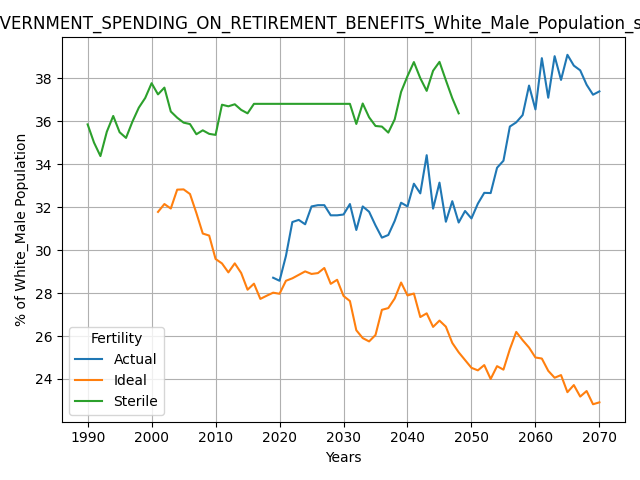 VERNMENT_SPENDING_ON_RETIREMENT_BENEFITS_White_Male_Population_s
% of White_Male Population
38
36
34
32
30
28
26
24
Fertility
Actual
Ideal
Sterile
1990 2000 2010 2020 2030 2040 2050 2060 2070
Years